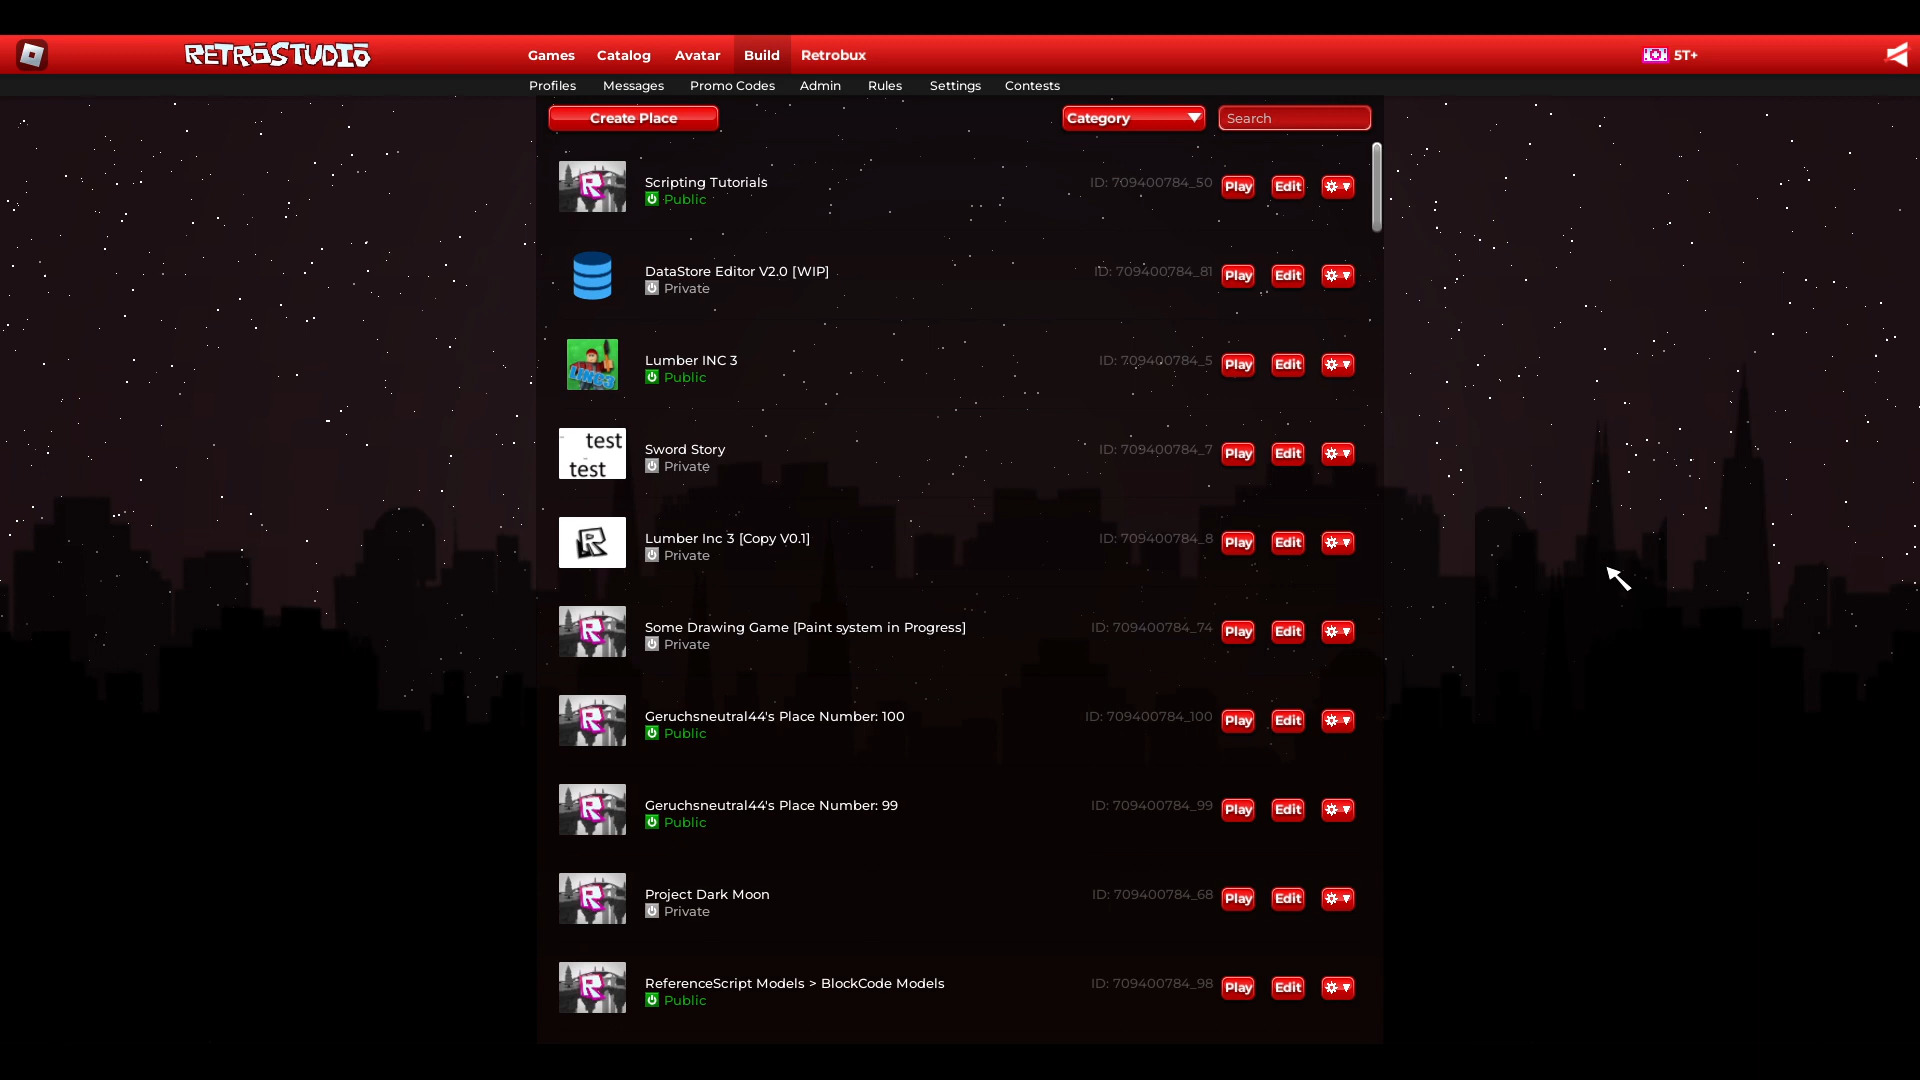 RETROSTUDIO
Games Catalog Avatar Build Retrobux 5T+
Profiles Messages Promo Codes Admin Rules Settings Contests
Create Place Category Search
Scripting Tutorials ID: 709400784_50 Play Edit
Public
DataStore Editor V2.0 [WIP] ID: 709400784_81 Play Edit
Private
LINC3
Lumber INC 3 ID: 709400784_5 Play Edit
Public
test
test
Sword Story ID: 709400784_7 Play Edit
Private
R
Lumber Inc 3 [Copy V0.1] ID: 709400784_8 Play Edit
Private
Some Drawing Game [Paint system in Progress] ID: 709400784_74 Play Edit
Private
Geruchsneutral44's Place Number: 100 ID: 709400784_100 Play Edit
Public
Geruchsneutral44's Place Number: 99 ID: 709400784_99 Play Edit
Public
Project Dark Moon ID: 709400784_68 Play Edit
Private
ReferenceScript Models > BlockCode Models ID: 709400784_98 Play Edit
Public